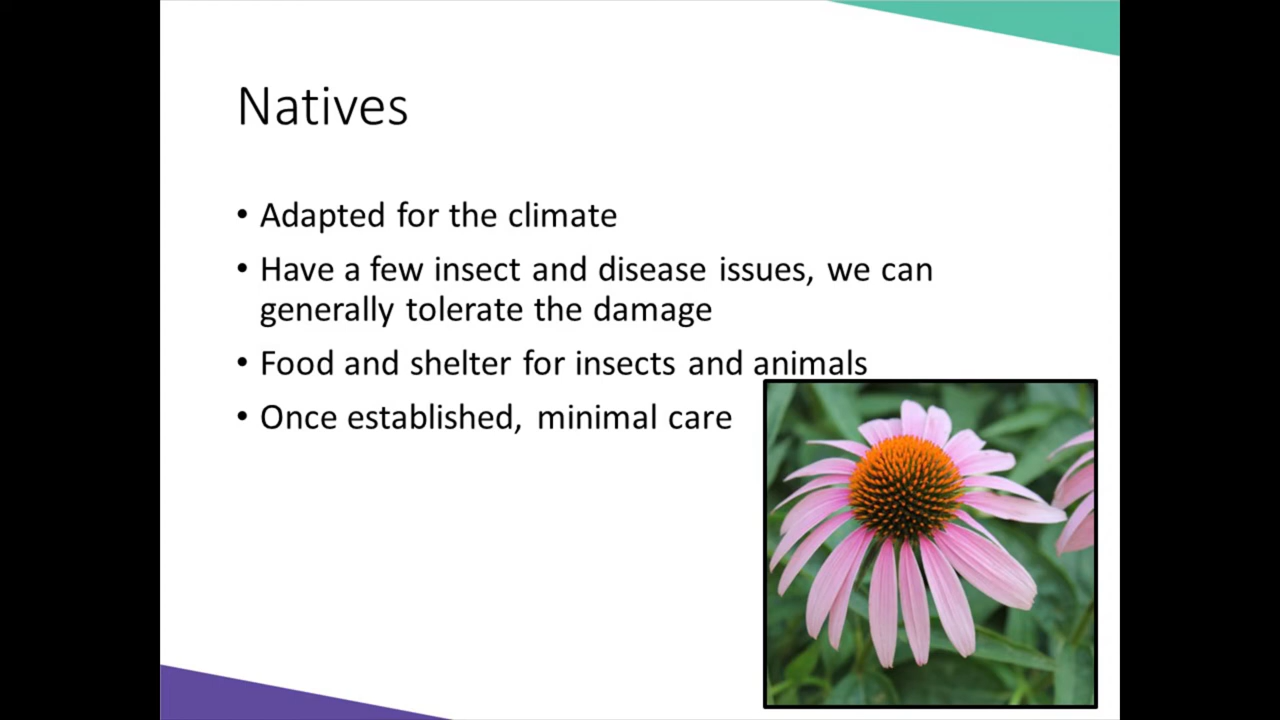 Natives
• Adapted for the climate
• Have a few insect and disease issues, we can
generally tolerate the damage
• Food and shelter for insects and animals
• Once established, minimal care